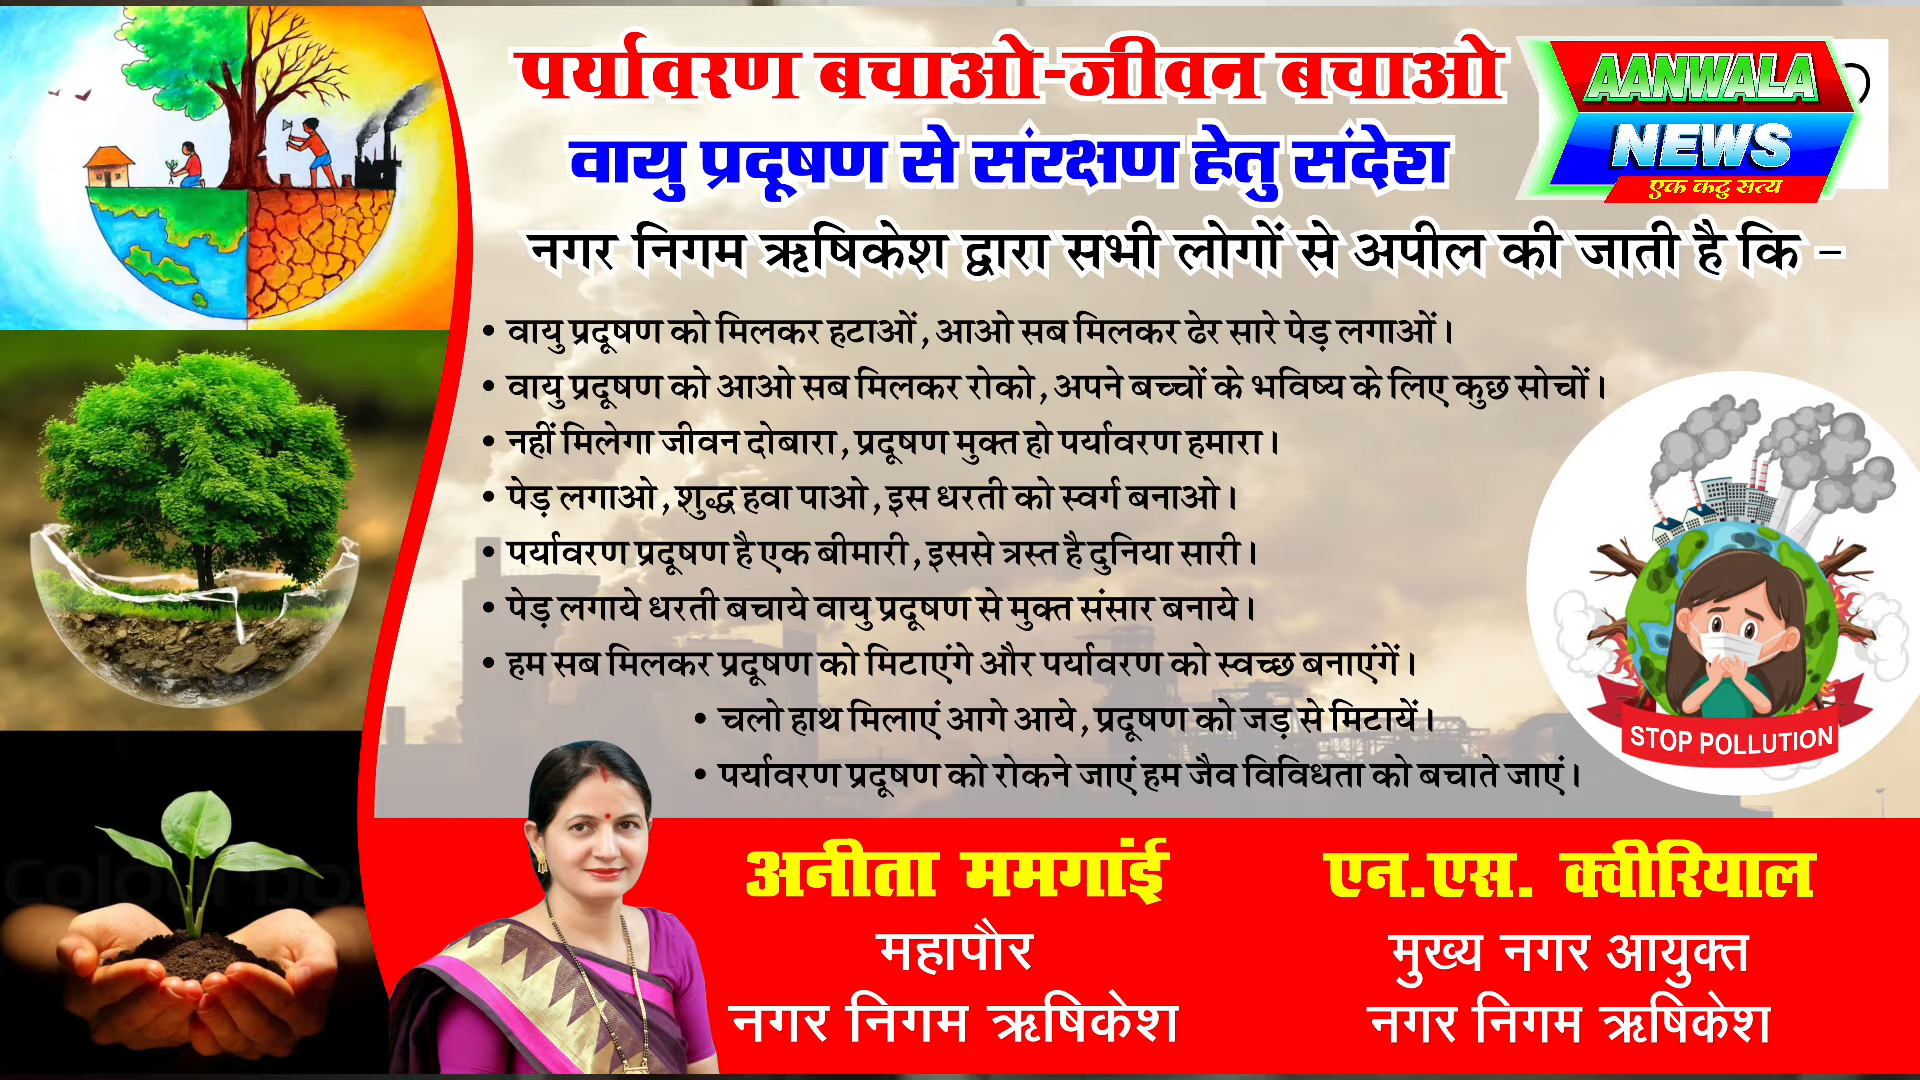 पर्यावरण बचाओ-जीवन बचाओ
वायु प्रदूषण से संरक्षण हेतु संदेश
AANWALA
NEWS
एक कटु सत्य
नगर निगम ऋषिकेश द्वारा सभी लोगों से अपील की जाती है कि –
• वायु प्रदूषण को मिलकर हटाओं, आओ सब मिलकर ढेर सारे पेड़ लगाओं।
• वायु प्रदूषण को आओ सब मिलकर रोको, अपने बच्चों के भविष्य के लिए कुछ सोचों।
• नहीं मिलेगा जीवन दोबारा, प्रदूषण मुक्त हो पर्यावरण हमारा।
• पेड़ लगाओ, शुद्ध हवा पाओ, इस धरती को स्वर्ग बनाओ।
• पर्यावरण प्रदूषण है एक बीमारी, इससे त्रस्त है दुनिया सारी।
• पेड़ लगाये धरती बचाये वायु प्रदूषण से मुक्त संसार बनाये।
• हम सब मिलकर प्रदूषण को मिटाएंगे और पर्यावरण को स्वच्छ बनाएंगें।
• चलो हाथ मिलाएं आगे आये, प्रदूषण को जड़ से मिटायें।
• पर्यावरण प्रदूषण को रोकने जाएं हम जैव विविधता को बचाते जाएं।
STOP POLLUTION
अनीता ममगांई
महापौर
नगर निगम ऋषिकेश
एन.एस. क्वीरियाल
मुख्य नगर आयुक्त
नगर निगम ऋषिकेश